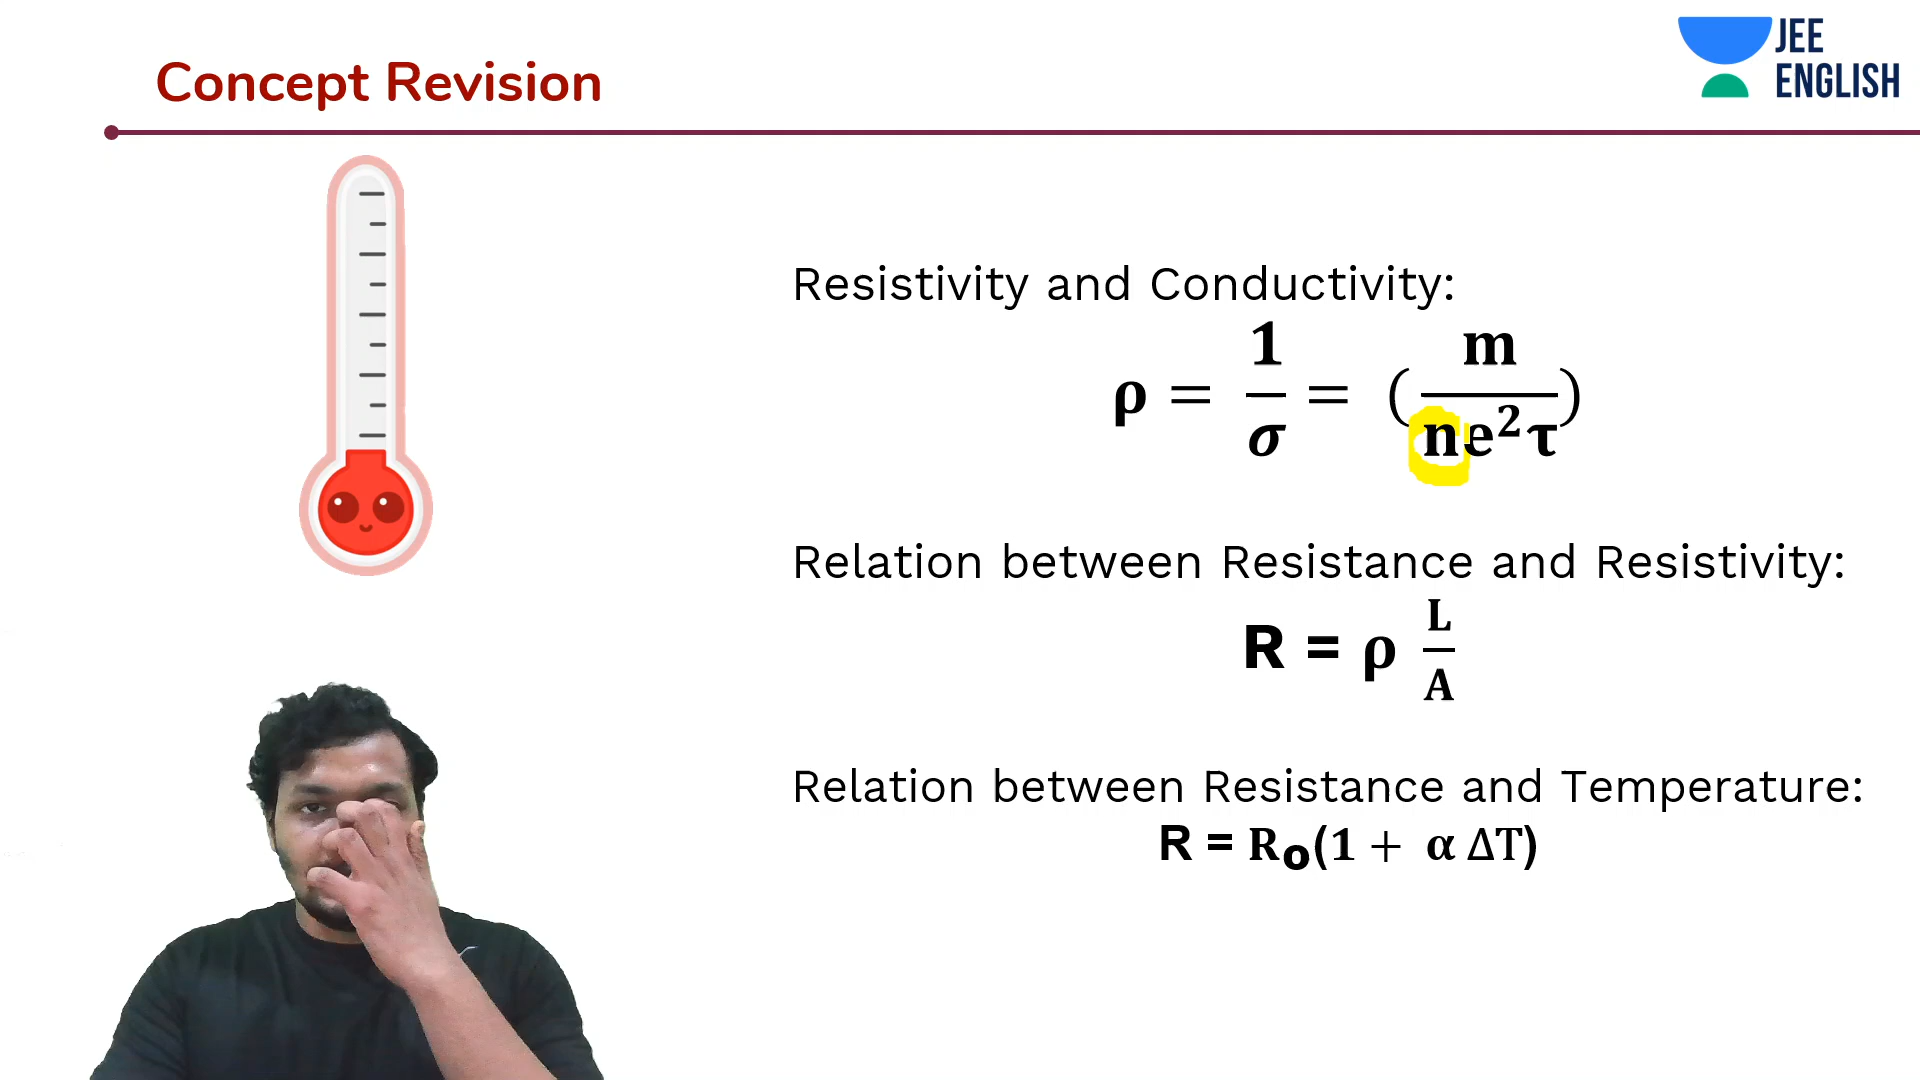 Concept Revision
JEE
ENGLISH
Resistivity and Conductivity:
ρ = 1/σ = (m/ne²τ)
Relation between Resistance and Resistivity:
R = ρ L/A
Relation between Resistance and Temperature:
R = R₀(1 + α ΔT)